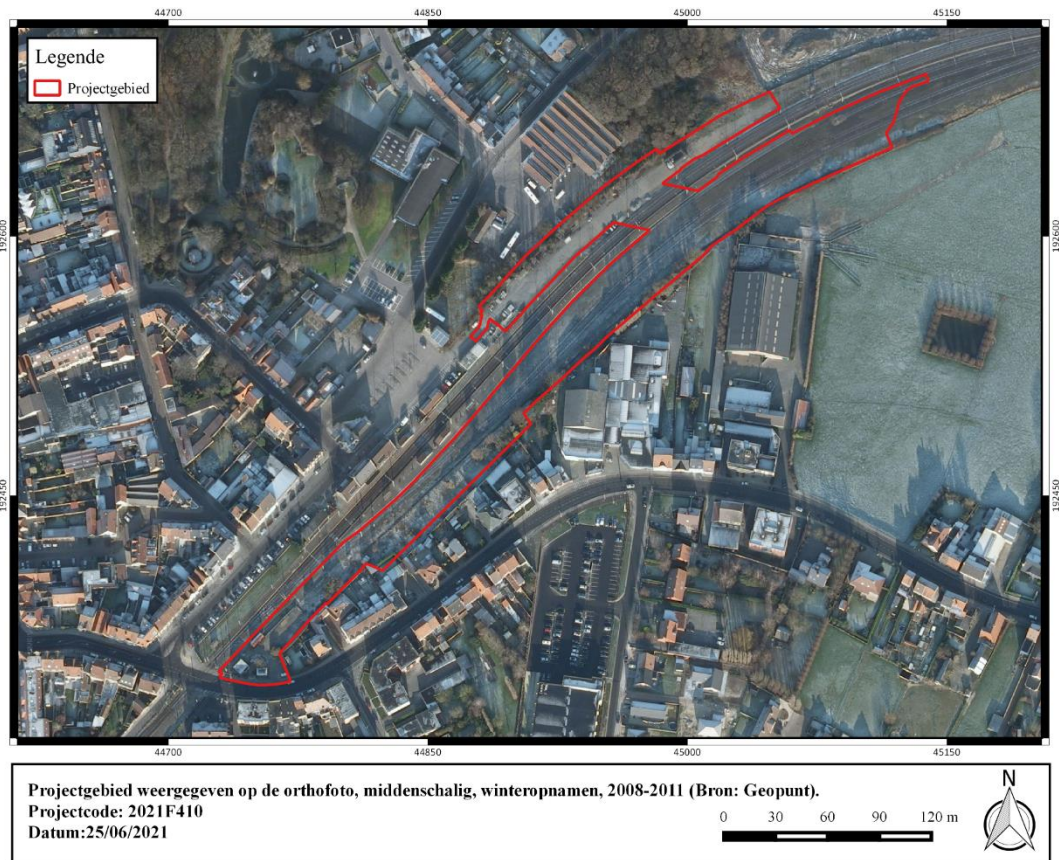 44700 44850 45000 45150
Legende
Projectgebied
192600 192600
192450 192450
44700 44850 45000 45150
Projectgebied weergegeven op de orthofoto, middenschalig, winteropnamen, 2008-2011 (Bron: Geopunt).
Projectcode: 2021F410
Datum:25/06/2021
N
0 30 60 90 120 m